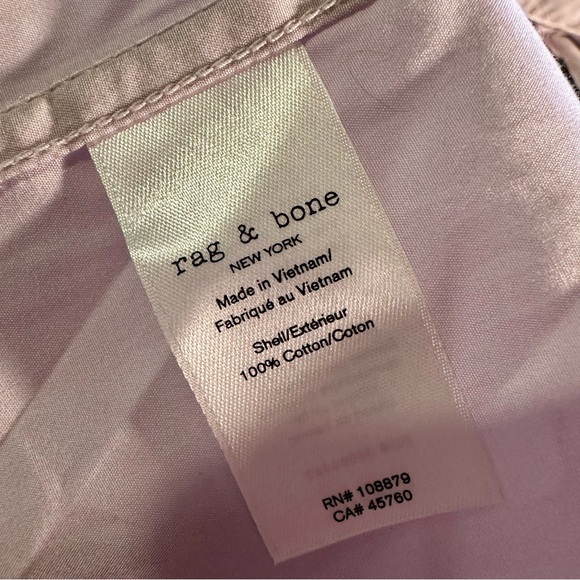 rag & bone
NEW YORK
Made in Vietnam/
Fabriqué au Vietnam
Shell/Extérieur
100% Cotton/Coton
RN# 108879
CA# 45760